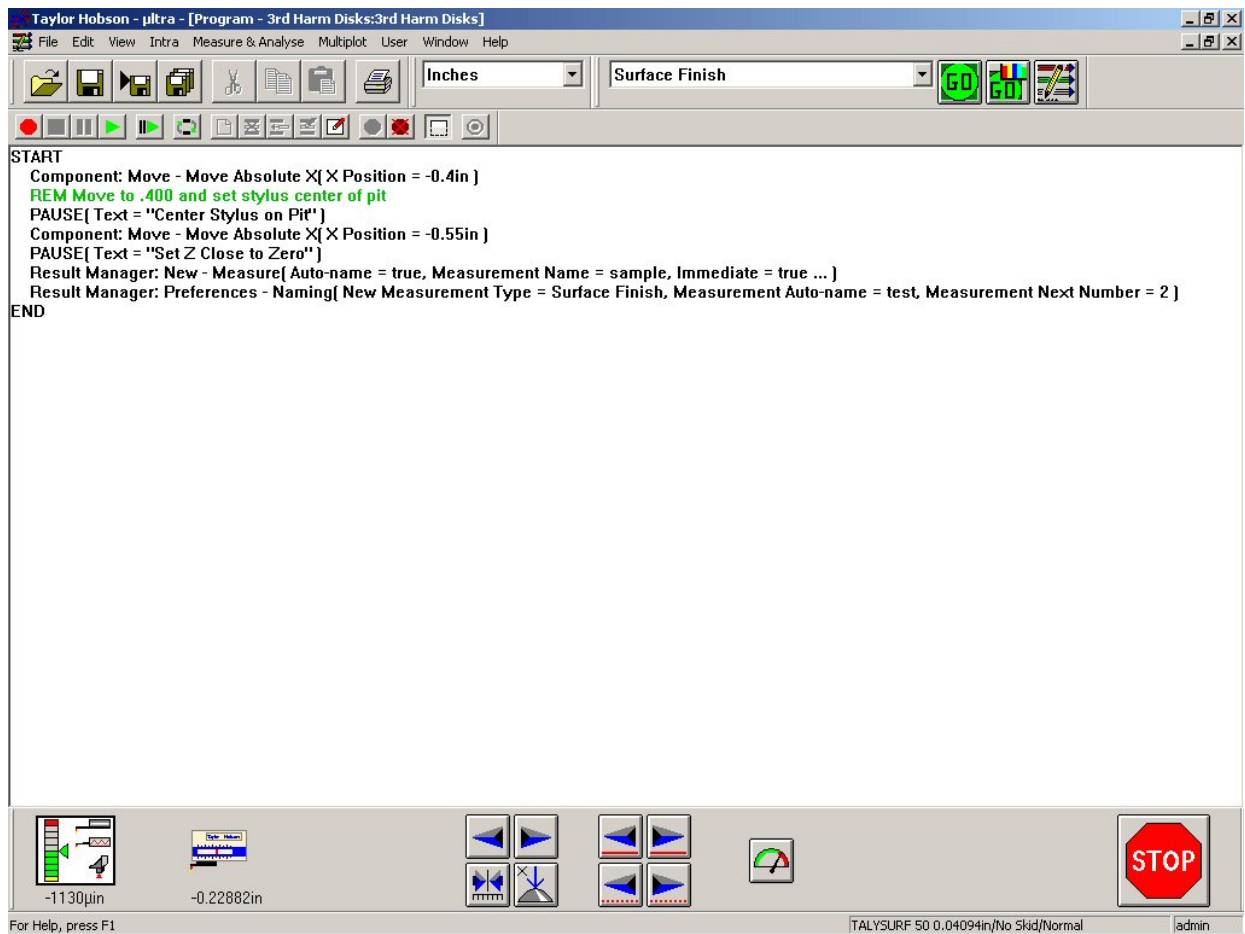 Taylor Hobson - µltra - [Program - 3rd Harm Disks:3rd Harm Disks]
File Edit View Intra Measure & Analyse Multiplot User Window Help
Inches
Surface Finish
GO
GO!
START
Component: Move - Move Absolute X( X Position = -0.4in )
REM Move to .400 and set stylus center of pit
PAUSE( Text = "Center Stylus on Pit" )
Component: Move - Move Absolute X( X Position = -0.55in )
PAUSE( Text = "Set Z Close to Zero" )
Result Manager: New - Measure( Auto-name = true, Measurement Name = sample, Immediate = true ... )
Result Manager: Preferences - Naming( New Measurement Type = Surface Finish, Measurement Auto-name = test, Measurement Next Number = 2 )
END
Taylor Hobson
STOP
-1130µin
-0.22882in
For Help, press F1
TALYSURF 50 0.04094in/No Skid/Normal
admin